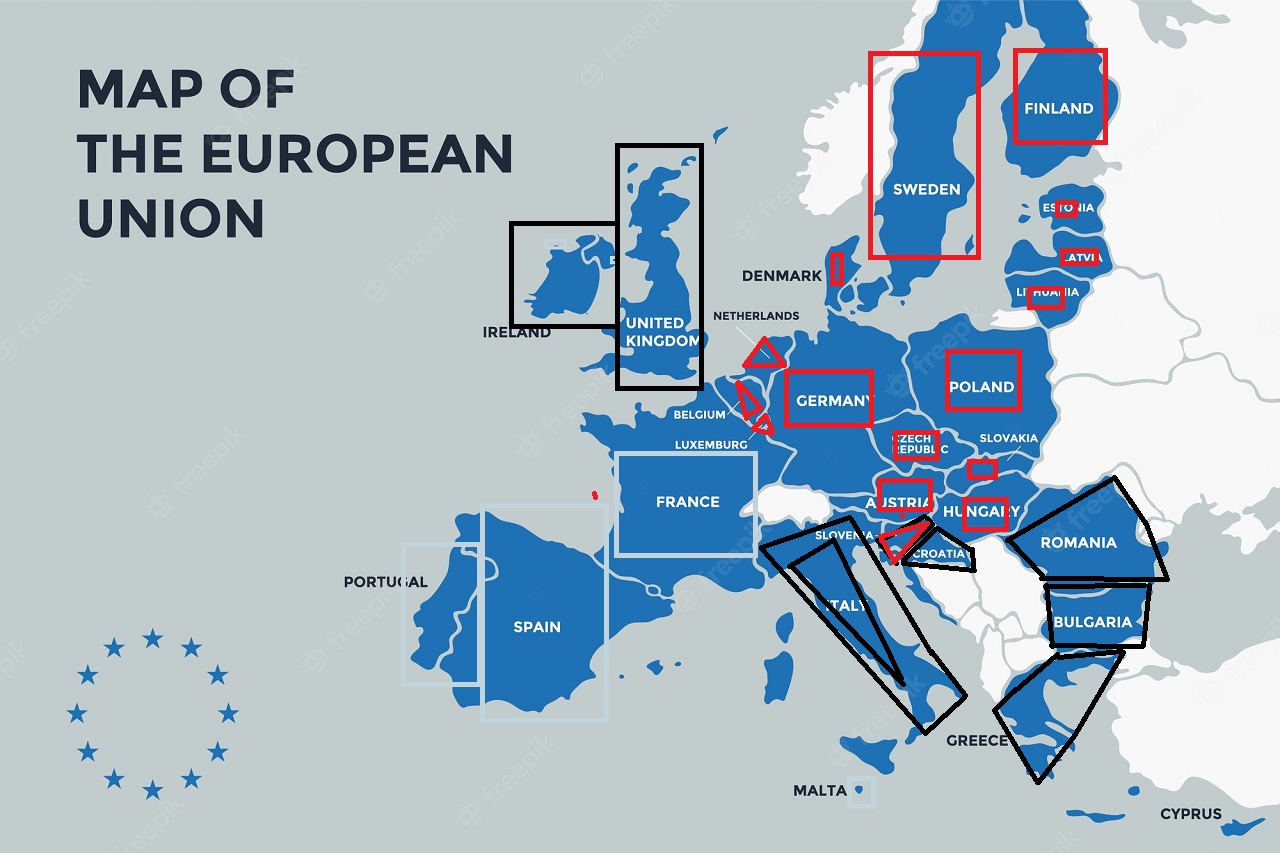 MAP OF
THE EUROPEAN
UNION
FINLAND
SWEDEN
ESTONIA
LATVIA
LITHUANIA
DENMARK
NETHERLANDS
IRELAND
UNITED
KINGDOM
POLAND
GERMANY
BELGIUM
LUXEMBURG
CZECH
REPUBLIC
SLOVAKIA
FRANCE
AUSTRIA
HUNGARY
SLOVENIA
CROATIA
ROMANIA
PORTUGAL
SPAIN
ITALY
BULGARIA
GREECE
MALTA
CYPRUS
freepik